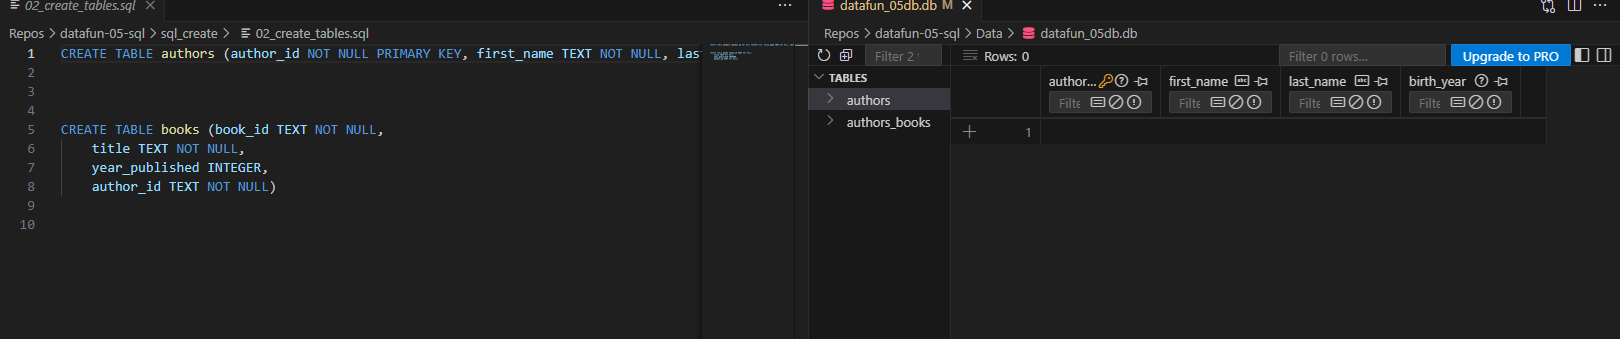 02_create_tables.sql
Repos > datafun-05-sql > sql_create > 02_create_tables.sql
1 CREATE TABLE authors (author_id NOT NULL PRIMARY KEY, first_name TEXT NOT NULL, las
2
3
4
5 CREATE TABLE books (book_id TEXT NOT NULL,
6 title TEXT NOT NULL,
7 year_published INTEGER,
8 author_id TEXT NOT NULL)
9
10
datafun_05db.db M
Repos > datafun-05-sql > Data > datafun_05db.db
Filter 2 Rows: 0 Filter 0 rows... Upgrade to PRO
TABLES
authors
authors_books
author... first_name last_name birth_year
Filte Filte Filte Filte
1